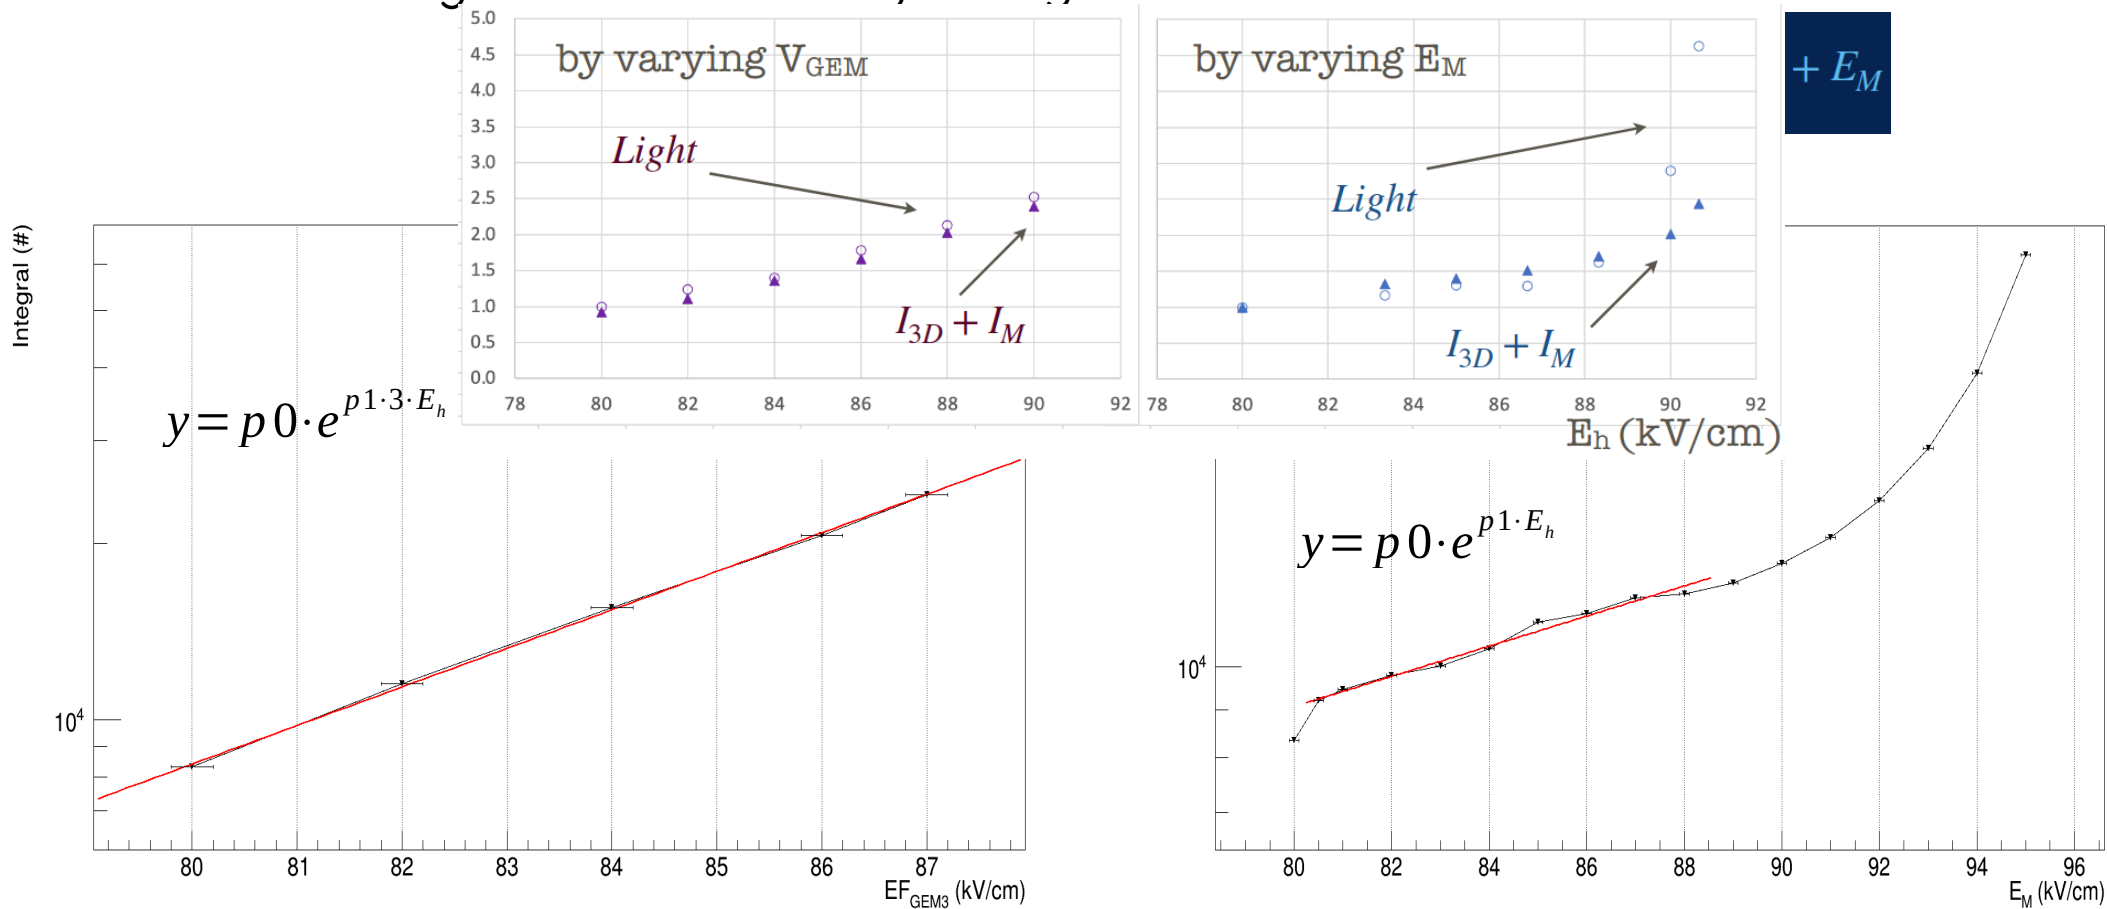 5.0
4.5
4.0
3.5
3.0
2.5
2.0
1.5
1.0
0.5
0.0
by varying V_GEM
Light
I_3D + I_M
78 80 82 84 86 88 90 92
by varying E_M
Light
I_3D + I_M
78 80 82 84 86 88 90 92
E_h (kV/cm)
+ E_M
Integral (#)
y = p0·e^{p1·3·E_h}
10^4
80 81 82 83 84 85 86 87
EF_GEM3 (kV/cm)
y = p0·e^{p1·E_h}
10^4
80 82 84 86 88 90 92 94 96
E_M (kV/cm)